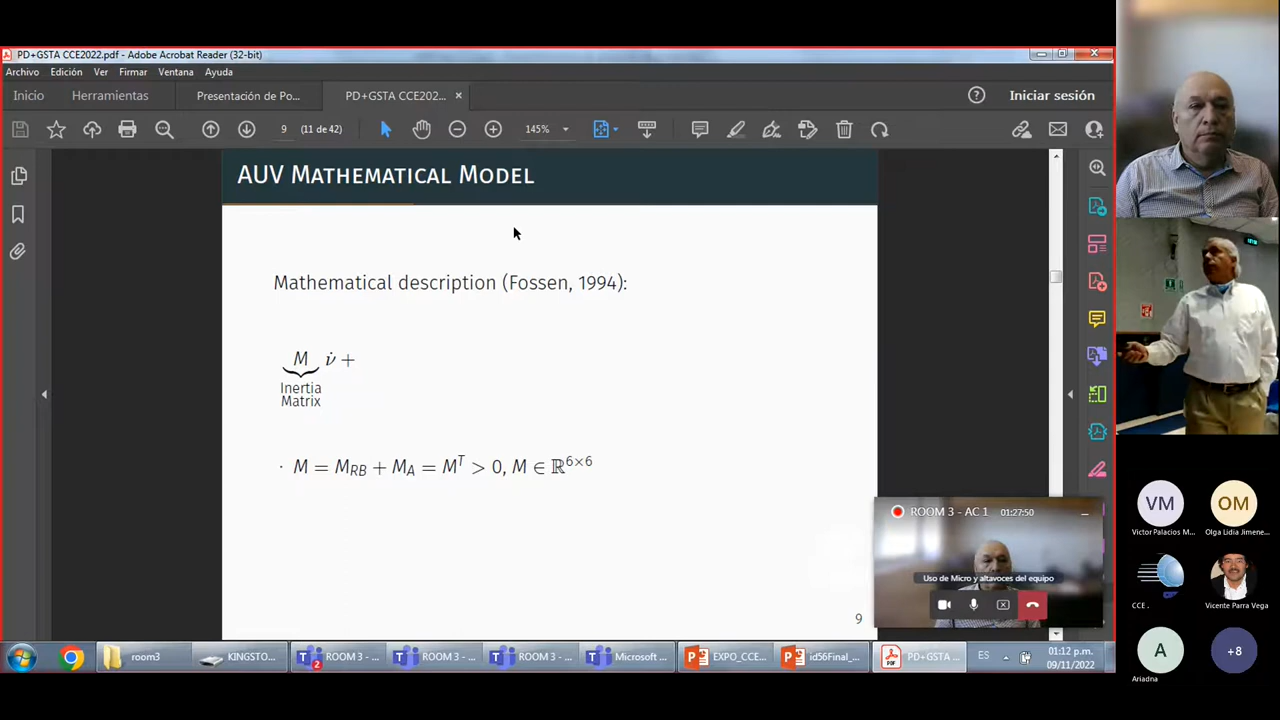 PD+GSTA CCE2022.pdf - Adobe Acrobat Reader (32-bit)
Archivo Edición Ver Firmar Ventana Ayuda
Inicio Herramientas Presentación de Po... PD+GSTA CCE202... × Iniciar sesión
9 (11 de 42) 145%
AUV MATHEMATICAL MODEL
Mathematical description (Fossen, 1994):
M ν̇ +
Inertia
Matrix
· M = M_RB + M_A = M^T > 0, M ∈ ℝ^6×6
ROOM 3 - AC 1 01:27:50
Uso de Micro y altavoces del equipo
9
VM OM
Victor Palacios M... Olga Lidia Jimene...
CCE . Vicente Parra Vega
A +8
Ariadna
room3 KINGSTO... 2 ROOM 3 - ... ROOM 3 - ... ROOM 3 - ... Microsoft ... EXPO_CCE... id56Final_... PD+GSTA ... ES 01:12 p.m.
09/11/2022